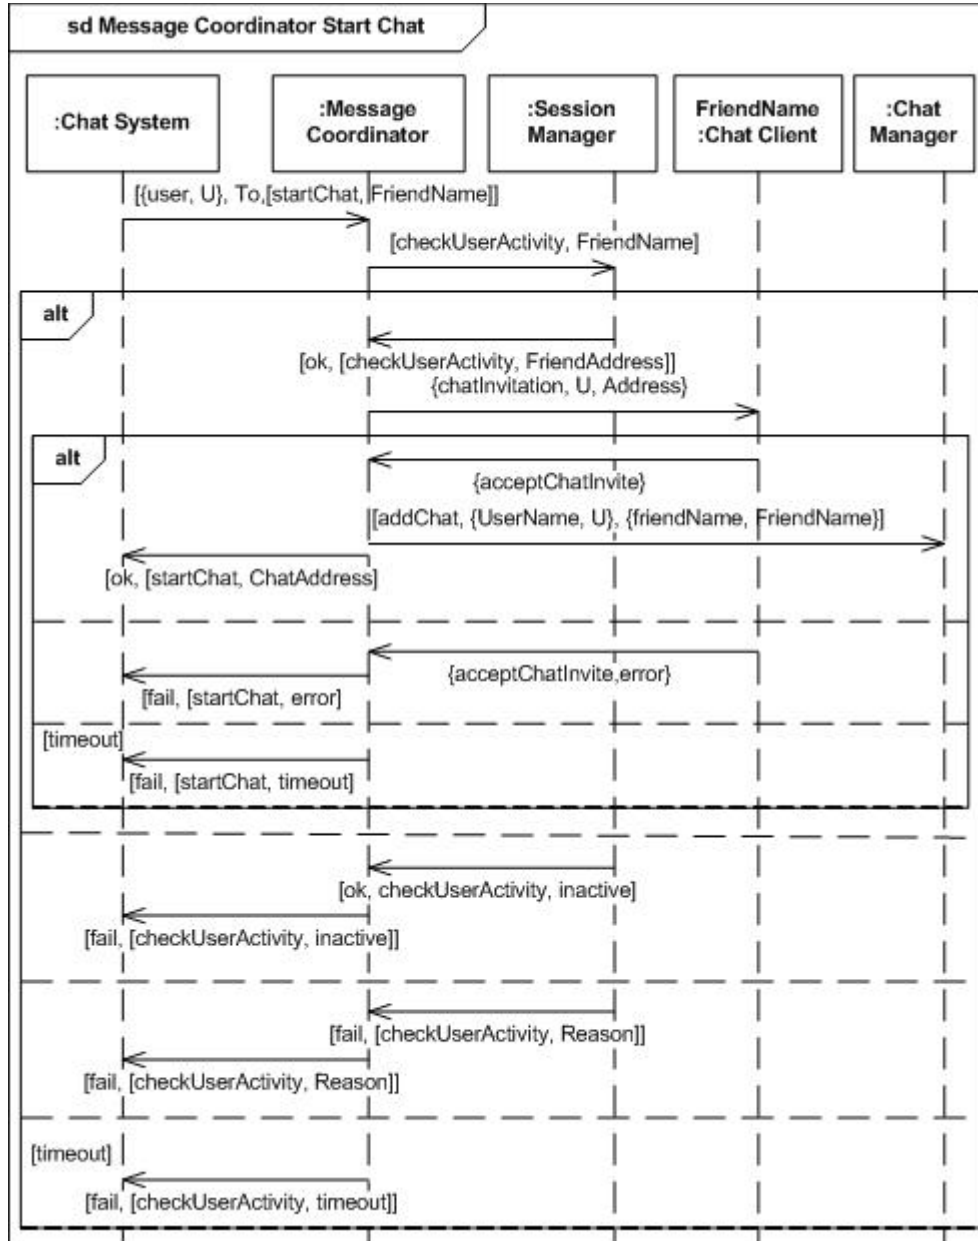 sd Message Coordinator Start Chat
:Chat System
:Message
Coordinator
:Session
Manager
FriendName
:Chat Client
:Chat
Manager
[{user, U}, To,[startChat, FriendName]]
[checkUserActivity, FriendName]
alt
[ok, [checkUserActivity, FriendAddress]]
{chatInvitation, U, Address}
alt
{acceptChatInvite}
[addChat, {UserName, U}, {friendName, FriendName}]
[ok, [startChat, ChatAddress]
{acceptChatInvite,error}
[fail, [startChat, error]
[timeout]
[fail, [startChat, timeout]
[ok, checkUserActivity, inactive]
[fail, [checkUserActivity, inactive]]
[fail, [checkUserActivity, Reason]]
[fail, [checkUserActivity, Reason]]
[timeout]
[fail, [checkUserActivity, timeout]]